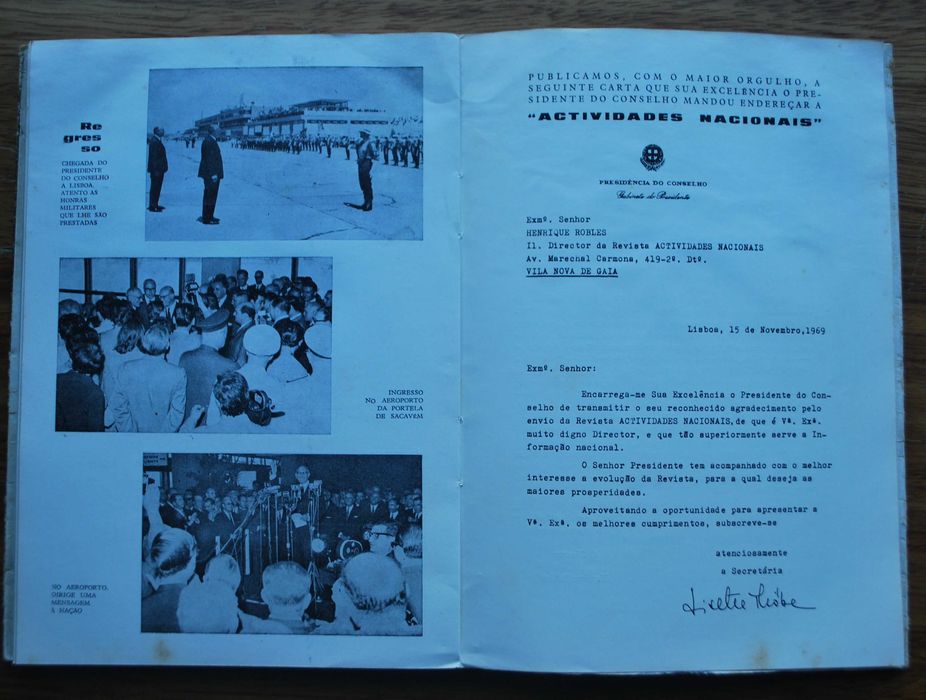 Re
gres
so
CHEGADA DO
PRESIDENTE
DO CONSELHO
A LISBOA.
ATENTO AS
HONRAS
MILITARES
QUE LHE SÃO
PRESTADAS
INGRESSO
NO AEROPORTO
DA PORTELA
DE SACAVEM
NO AEROPORTO.
DIRIGE UMA
MENSAGEM
À NAÇÃO
PUBLICAMOS, COM O MAIOR ORGULHO, A
SEGUINTE CARTA QUE SUA EXCELÊNCIA O PRE-
SIDENTE DO CONSELHO MANDOU ENDEREÇAR A
"ACTIVIDADES NACIONAIS"
PRESIDÊNCIA DO CONSELHO
Gabinete do Presidente
Exmº. Senhor
HENRIQUE ROBLES
Il. Director da Revista ACTIVIDADES NACIONAIS
Av. Marechal Carmona, 419-2º. Dtº.
VILA NOVA DE GAIA
Lisboa, 15 de Novembro,1969
Exmº. Senhor:
Encarrega-me Sua Excelência o Presidente do Con-
selho de transmitir o seu reconhecido agradecimento pelo
envio da Revista ACTIVIDADES NACIONAIS,de que é Vª. Exª.
muito digno Director, e que tão superiormente serve a In-
formação nacional.
O Senhor Presidente tem acompanhado com o melhor
interesse a evolução da Revista, para a qual deseja as
maiores prosperidades.
Aproveitando a oportunidade para apresentar a
Vª. Exª. os melhores cumprimentos, subscreve-se
atenciosamente
a Secretária